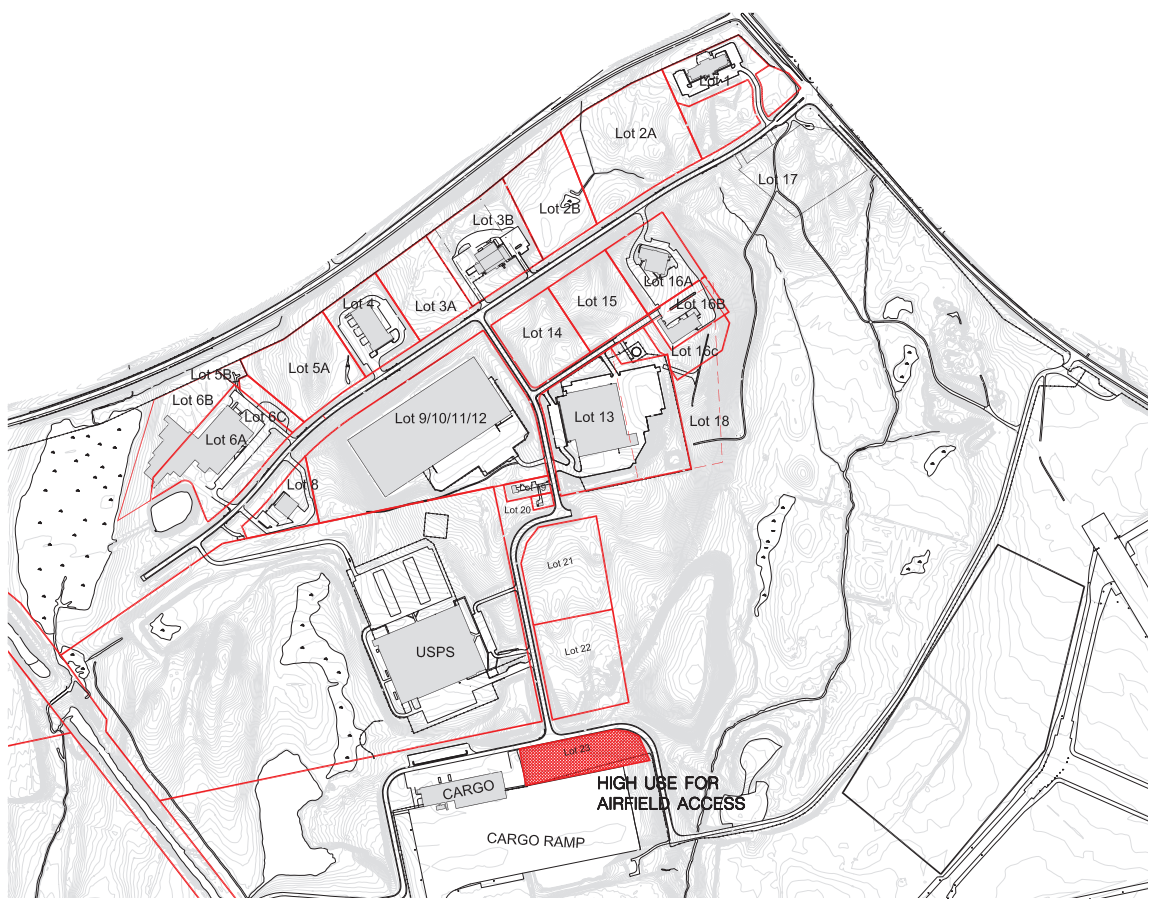 Lot 1
Lot 2A
Lot 17
Lot 2B
Lot 3B
Lot 16A
Lot 3A
Lot 15
Lot 16B
Lot 4
Lot 14
Lot 16c
Lot 5A
Lot 5B
Lot 6B
Lot 6C
Lot 9/10/11/12
Lot 13
Lot 18
Lot 6A
Lot 8
Lot 20
Lot 21
USPS
Lot 22
Lot 23
CARGO
HIGH USE FOR
AIRFIELD ACCESS
CARGO RAMP